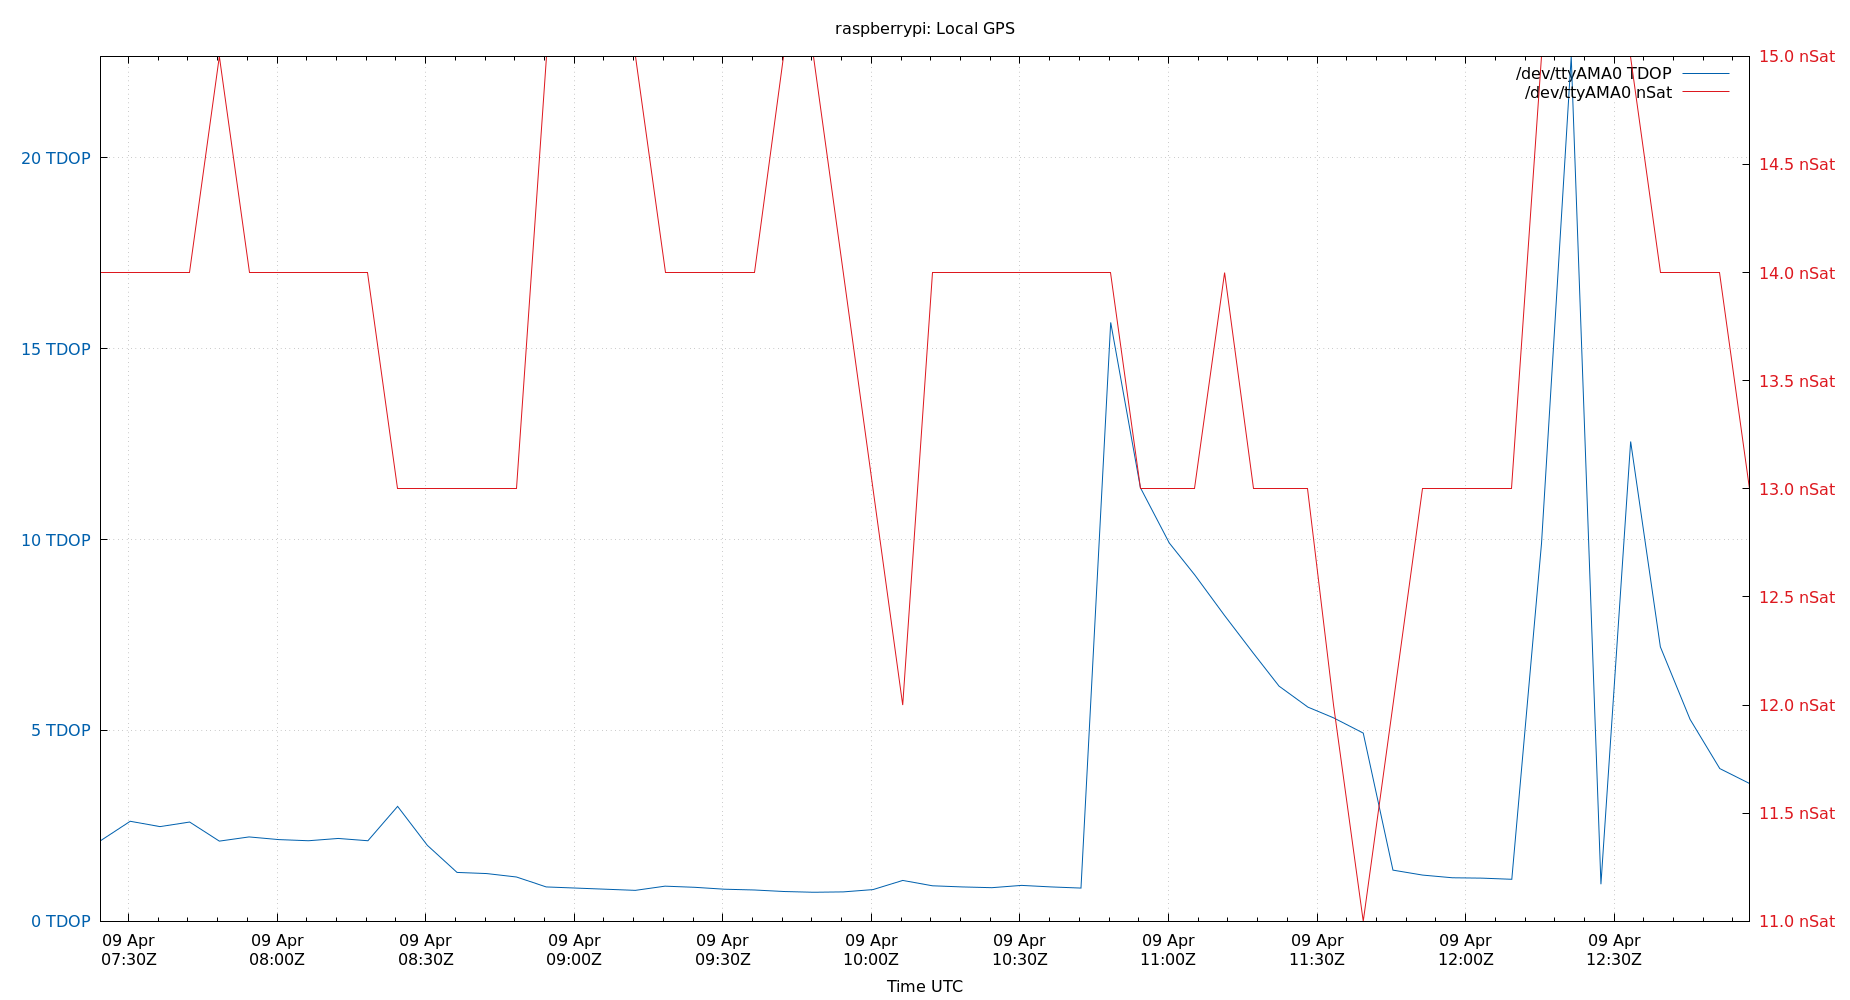 raspberrypi: Local GPS
/dev/ttyAMA0 TDOP
/dev/ttyAMA0 nSat
20 TDOP
15 TDOP
10 TDOP
5 TDOP
0 TDOP
15.0 nSat
14.5 nSat
14.0 nSat
13.5 nSat
13.0 nSat
12.5 nSat
12.0 nSat
11.5 nSat
11.0 nSat
09 Apr 09 Apr 09 Apr 09 Apr 09 Apr 09 Apr 09 Apr 09 Apr 09 Apr 09 Apr 09 Apr
07:30Z 08:00Z 08:30Z 09:00Z 09:30Z 10:00Z 10:30Z 11:00Z 11:30Z 12:00Z 12:30Z
Time UTC